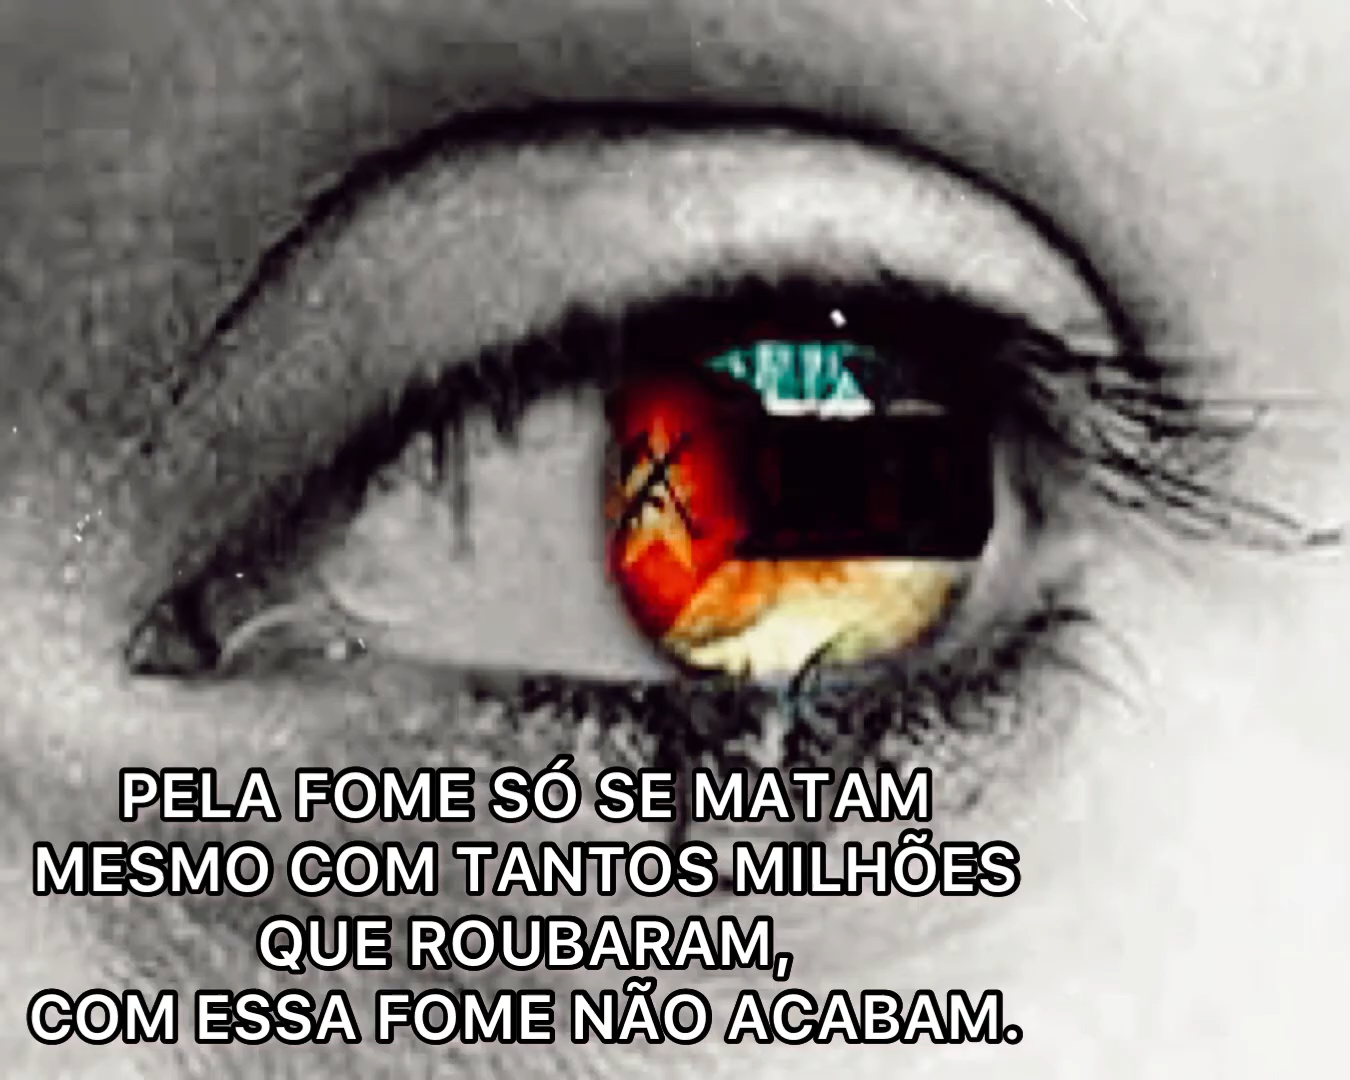 PELA FOME SÓ SE MATAM
MESMO COM TANTOS MILHÕES
QUE ROUBARAM,
COM ESSA FOME NÃO ACABAM.